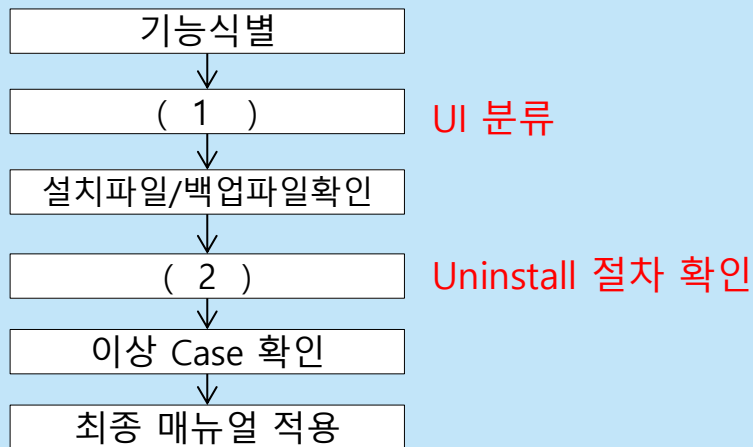 기능식별
( 1 )
UI 분류
설치파일/백업파일확인
( 2 )
Uninstall 절차 확인
이상 Case 확인
최종 매뉴얼 적용